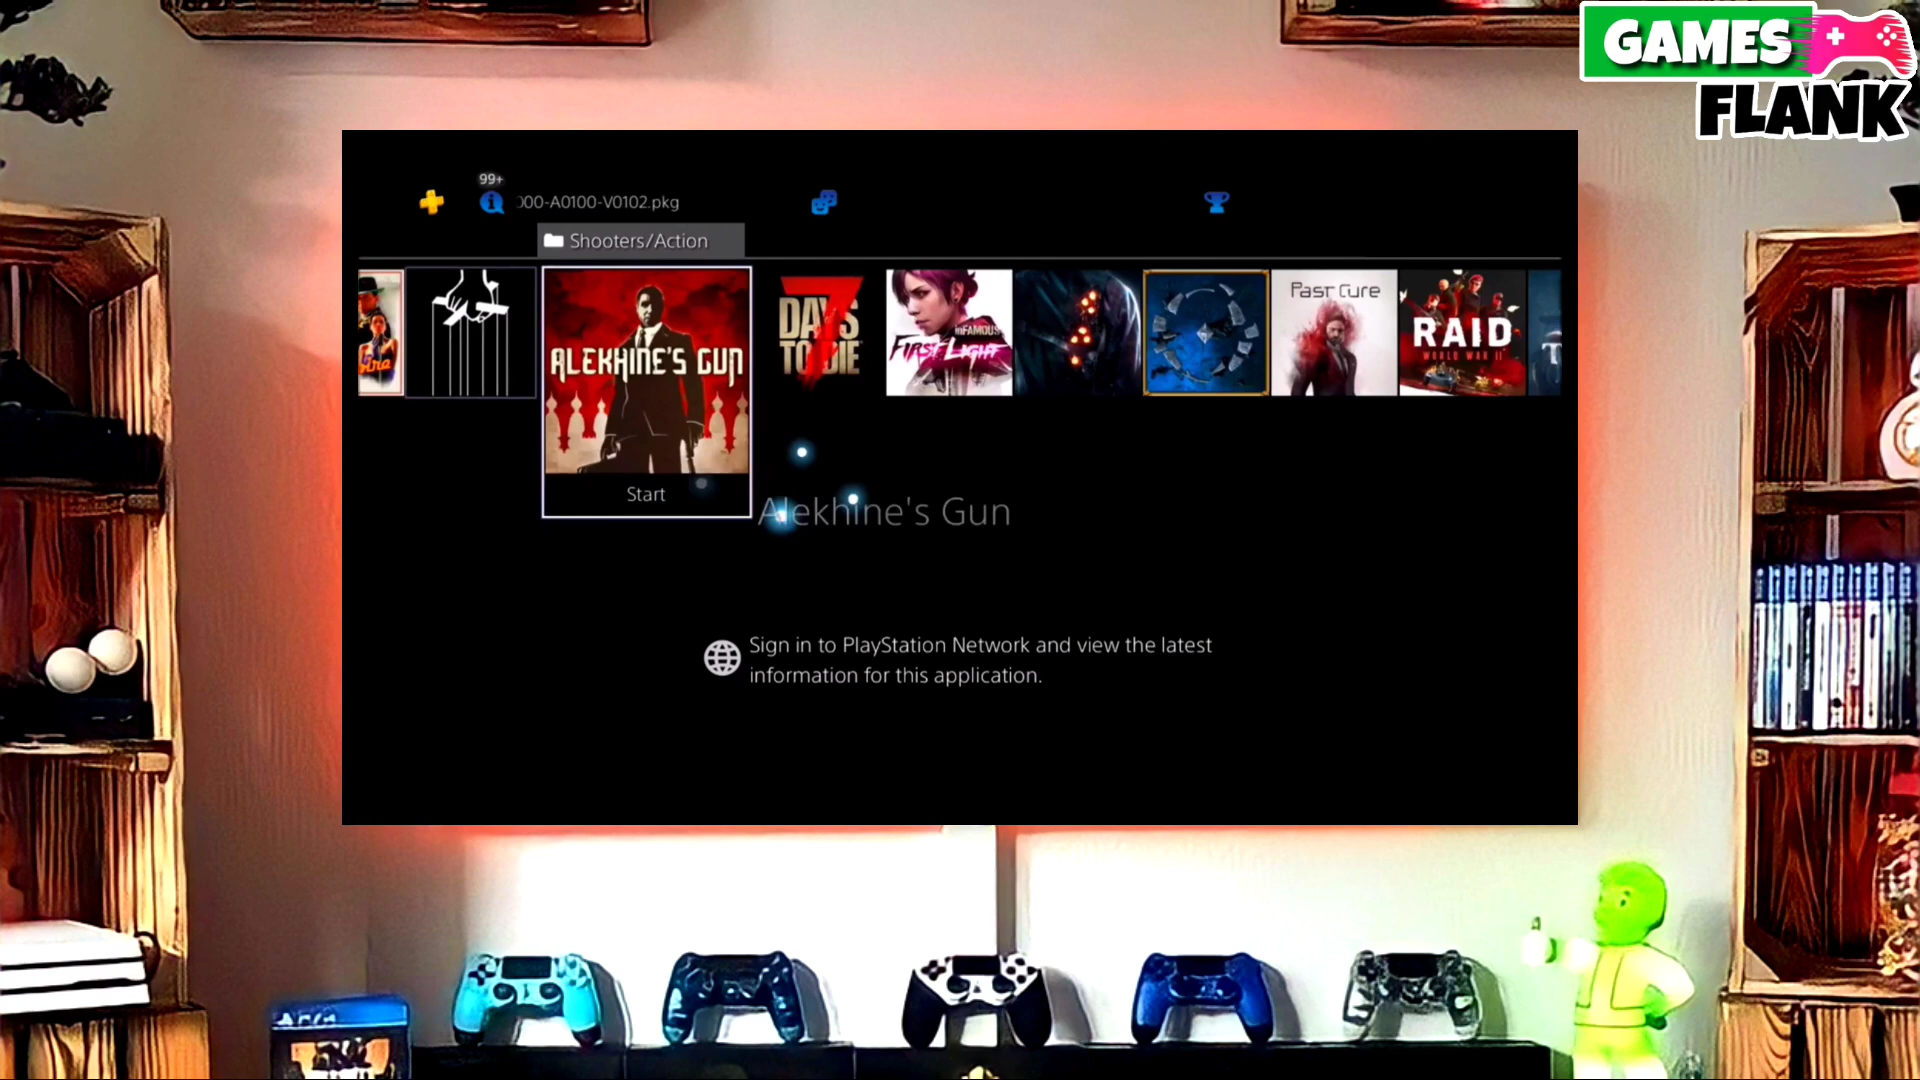 GAMES
FLANK
99+
000-A0100-V0102.pkg
Shooters/Action
ALEKHINE'S GUN
7
DAYS
TO DIE
inFAMOUS
FIRST LIGHT
Past Cure
RAID
WORLD WAR II
Start
Alekhine's Gun
Sign in to PlayStation Network and view the latest
information for this application.